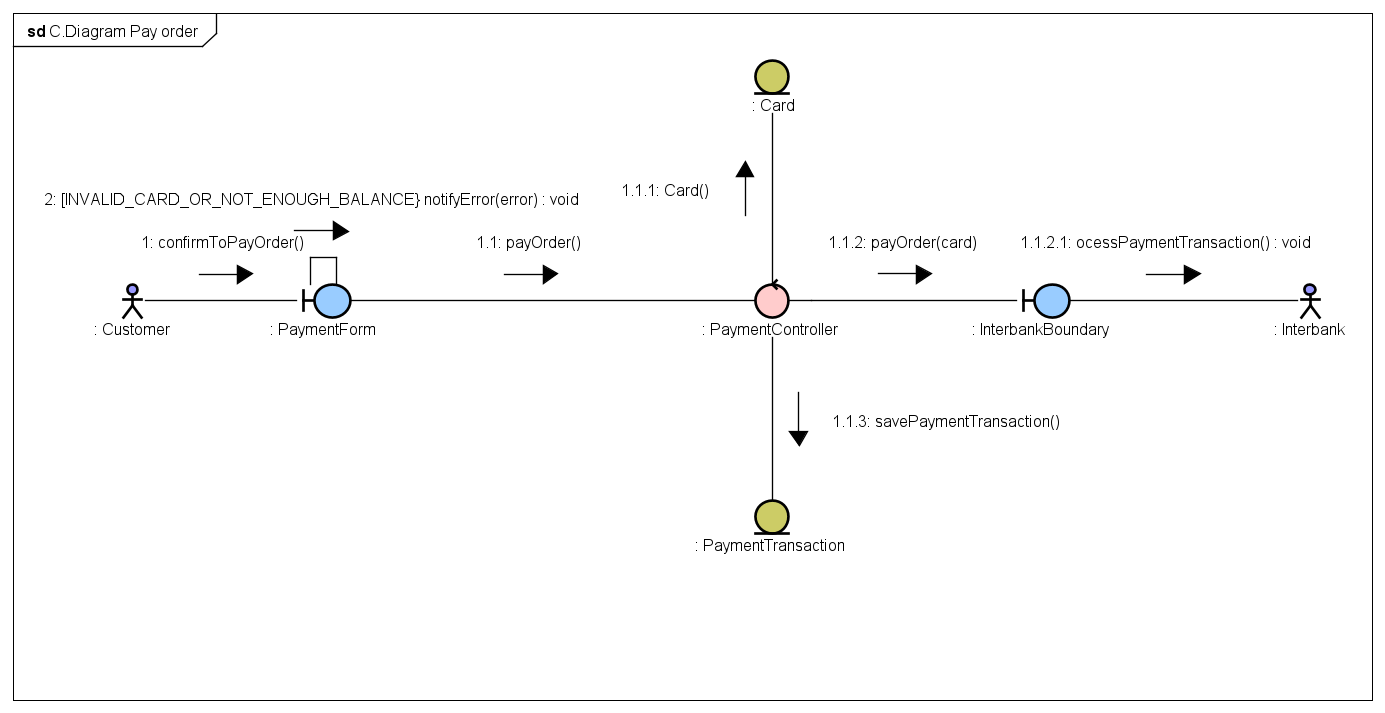 sd C.Diagram Pay order
: Card
1.1.1: Card()
2: [INVALID_CARD_OR_NOT_ENOUGH_BALANCE} notifyError(error) : void
1: confirmToPayOrder()
1.1: payOrder()
1.1.2: payOrder(card)
1.1.2.1: ocessPaymentTransaction() : void
: Customer
: PaymentForm
: PaymentController
: InterbankBoundary
: Interbank
1.1.3: savePaymentTransaction()
: PaymentTransaction